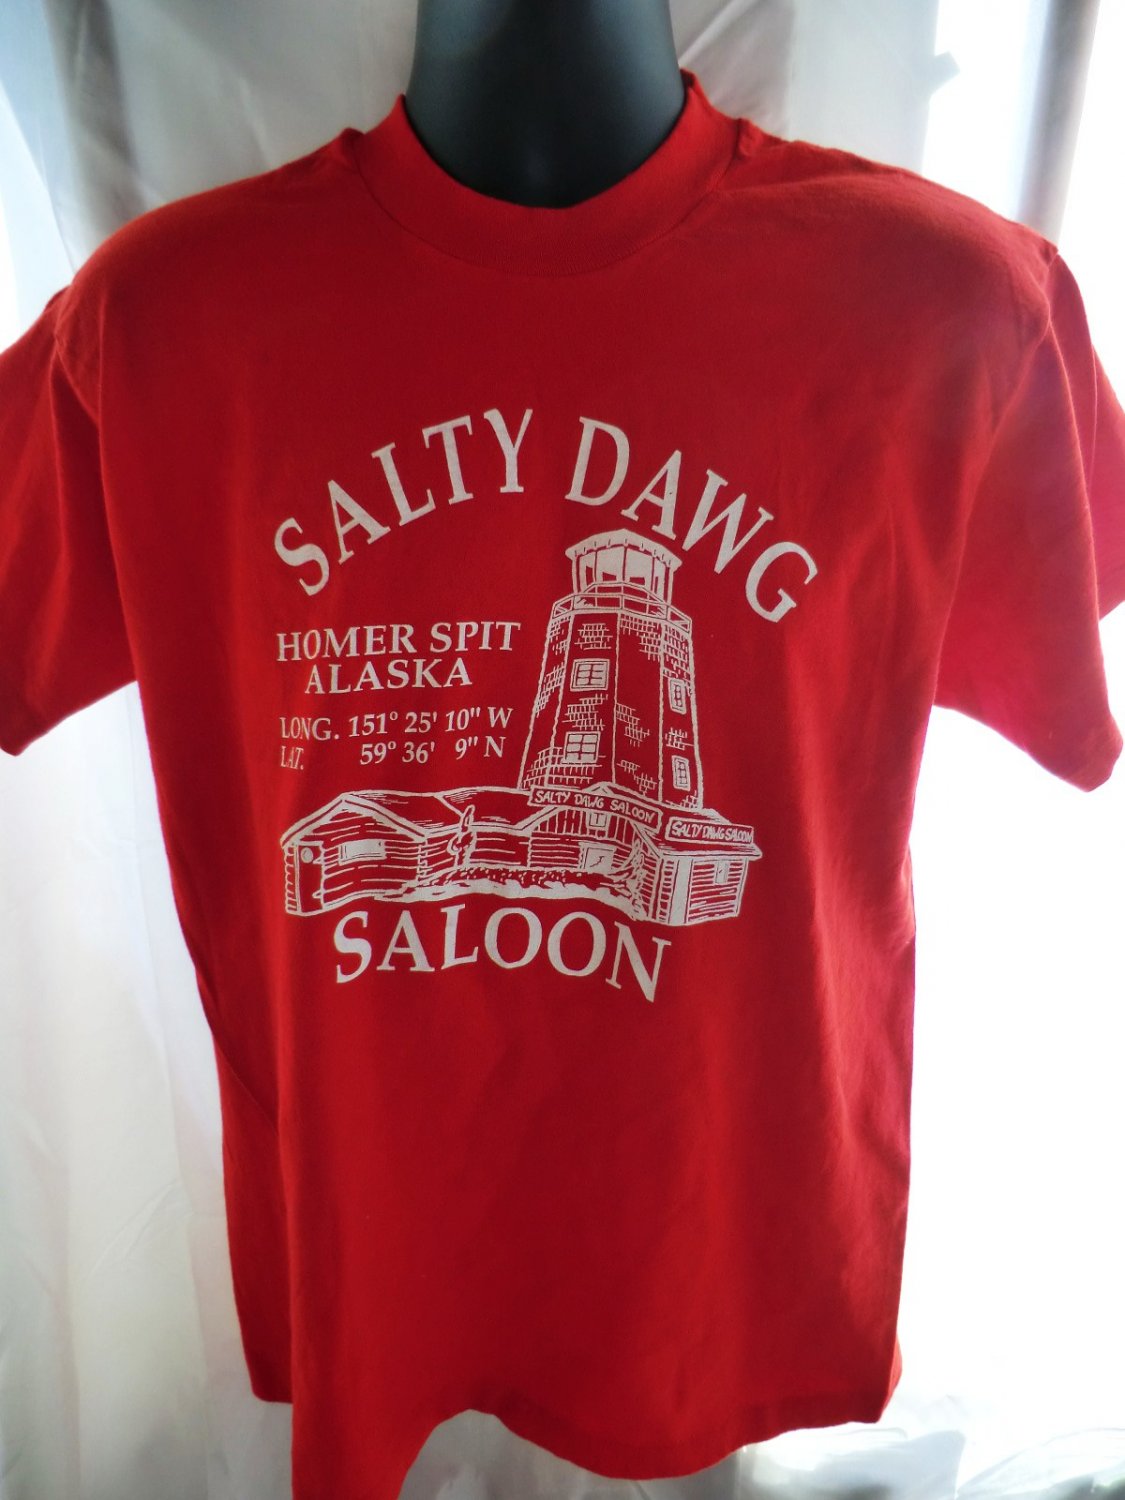 SALTY DAWG
HOMER SPIT
ALASKA
LONG. 151° 25' 10" W
LAT. 59° 36' 9" N
SALTY DAWG SALOON
SALTY DAWG SALOON
SALOON